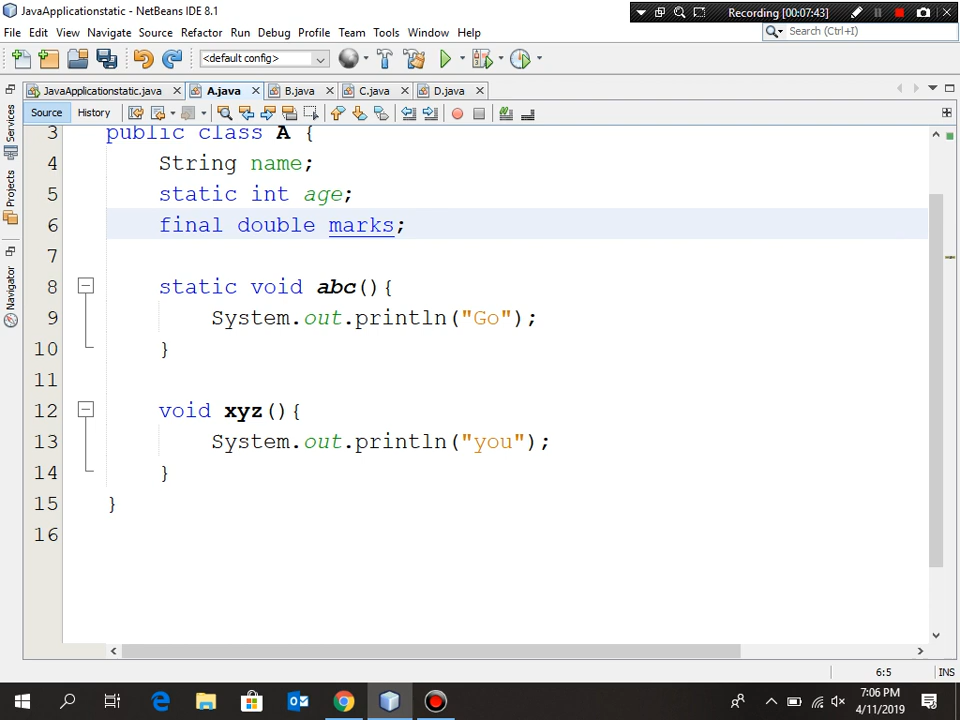 JavaApplicationstatic - NetBeans IDE 8.1
Recording [00:07:43]
File Edit View Navigate Source Refactor Run Debug Profile Team Tools Window Help
Search (Ctrl+I)
<default config>
JavaApplicationstatic.java A.java B.java C.java D.java
Source History
Services
Projects
Navigator
3 public class A {
4 String name;
5 static int age;
6 final double marks;
7
8 static void abc(){
9 System.out.println("Go");
10 }
11
12 void xyz(){
13 System.out.println("you");
14 }
15 }
16
6:5 INS
7:06 PM
4/11/2019